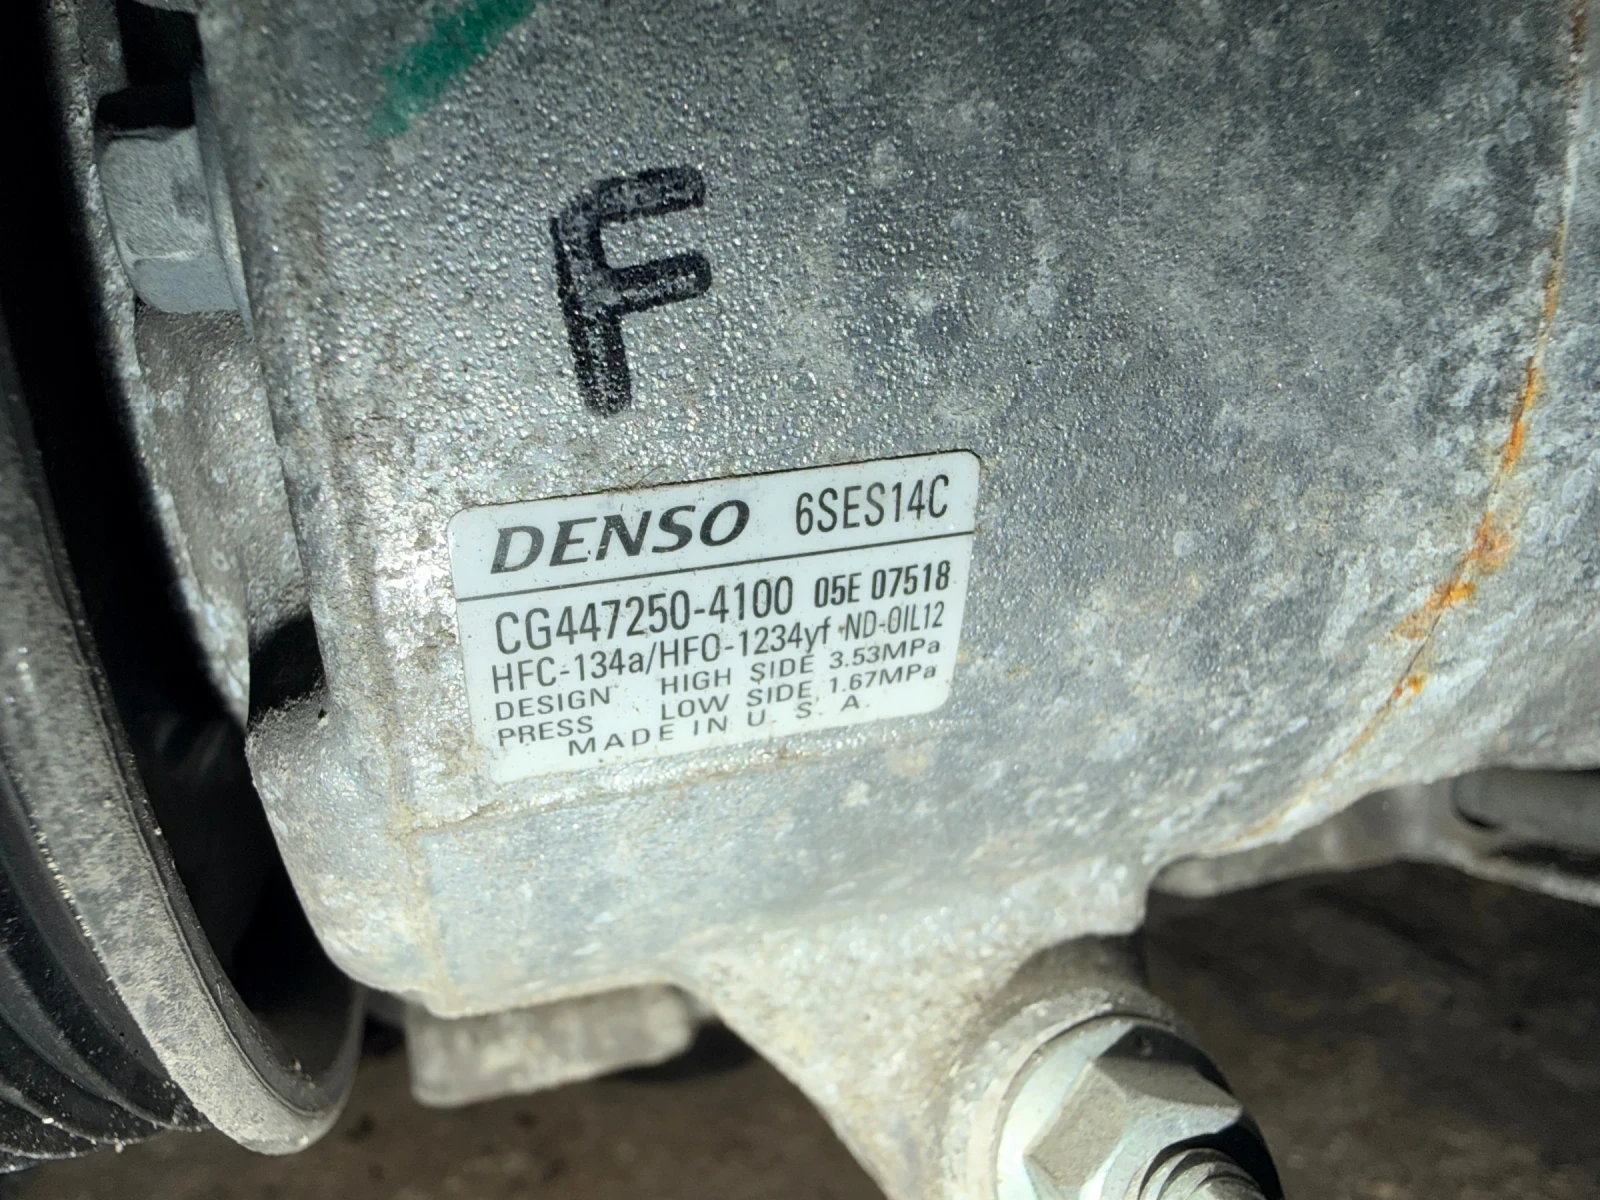 F
DENSO 6SES14C
CG447250-4100 05E 07518
HFC-134a/HFO-1234yf ND-OIL12
DESIGN HIGH SIDE 3.53MPa
PRESS LOW SIDE 1.67MPa
MADE IN U. S. A.